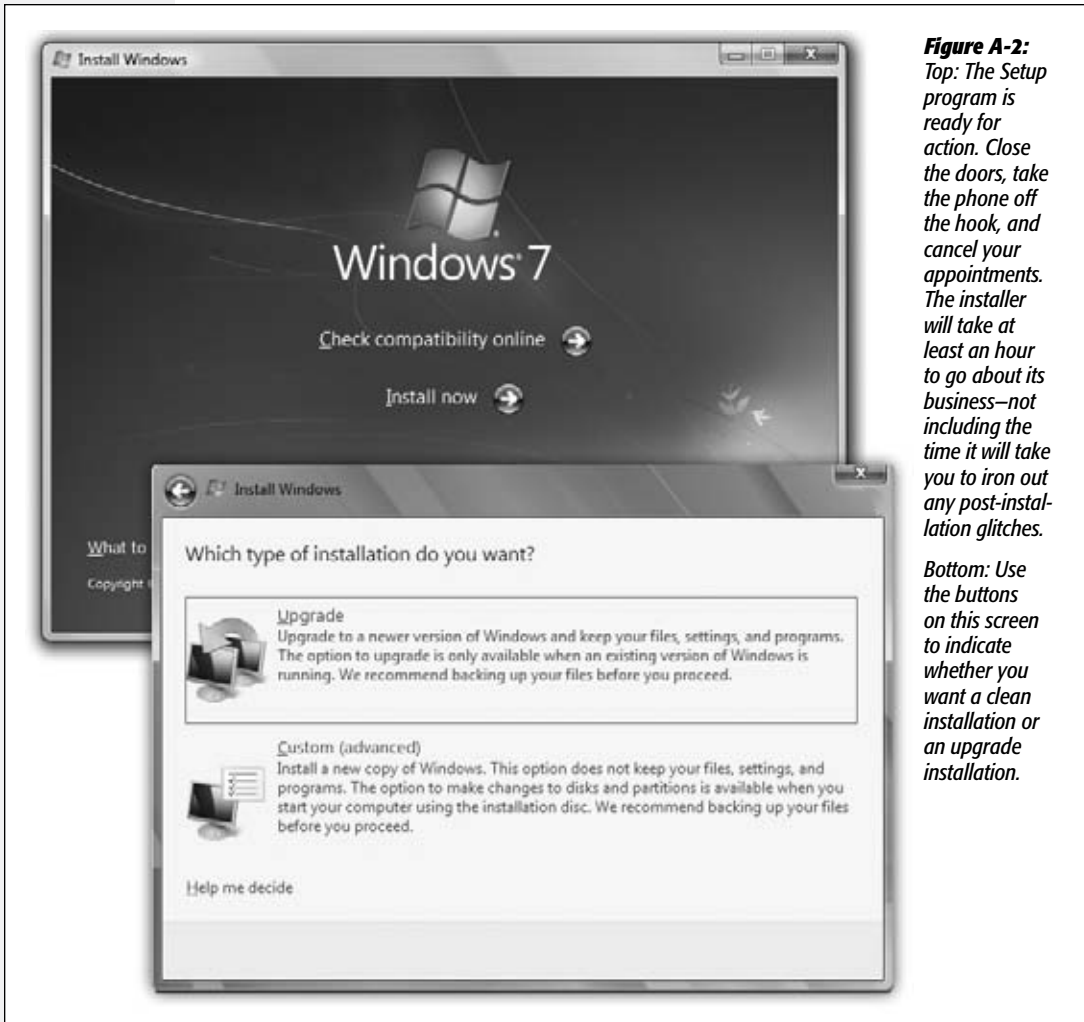 Install Windows
Windows 7
Check compatibility online
Install now
What to
Copyright
Install Windows
Which type of installation do you want?
Upgrade
Upgrade to a newer version of Windows and keep your files, settings, and programs.
The option to upgrade is only available when an existing version of Windows is
running. We recommend backing up your files before you proceed.
Custom (advanced)
Install a new copy of Windows. This option does not keep your files, settings, and
programs. The option to make changes to disks and partitions is available when you
start your computer using the installation disc. We recommend backing up your files
before you proceed.
Help me decide
Figure A-2:
Top: The Setup
program is
ready for
action. Close
the doors, take
the phone off
the hook, and
cancel your
appointments.
The installer
will take at
least an hour
to go about its
business—not
including the
time it will take
you to iron out
any post-instal-
lation glitches.
Bottom: Use
the buttons
on this screen
to indicate
whether you
want a clean
installation or
an upgrade
installation.